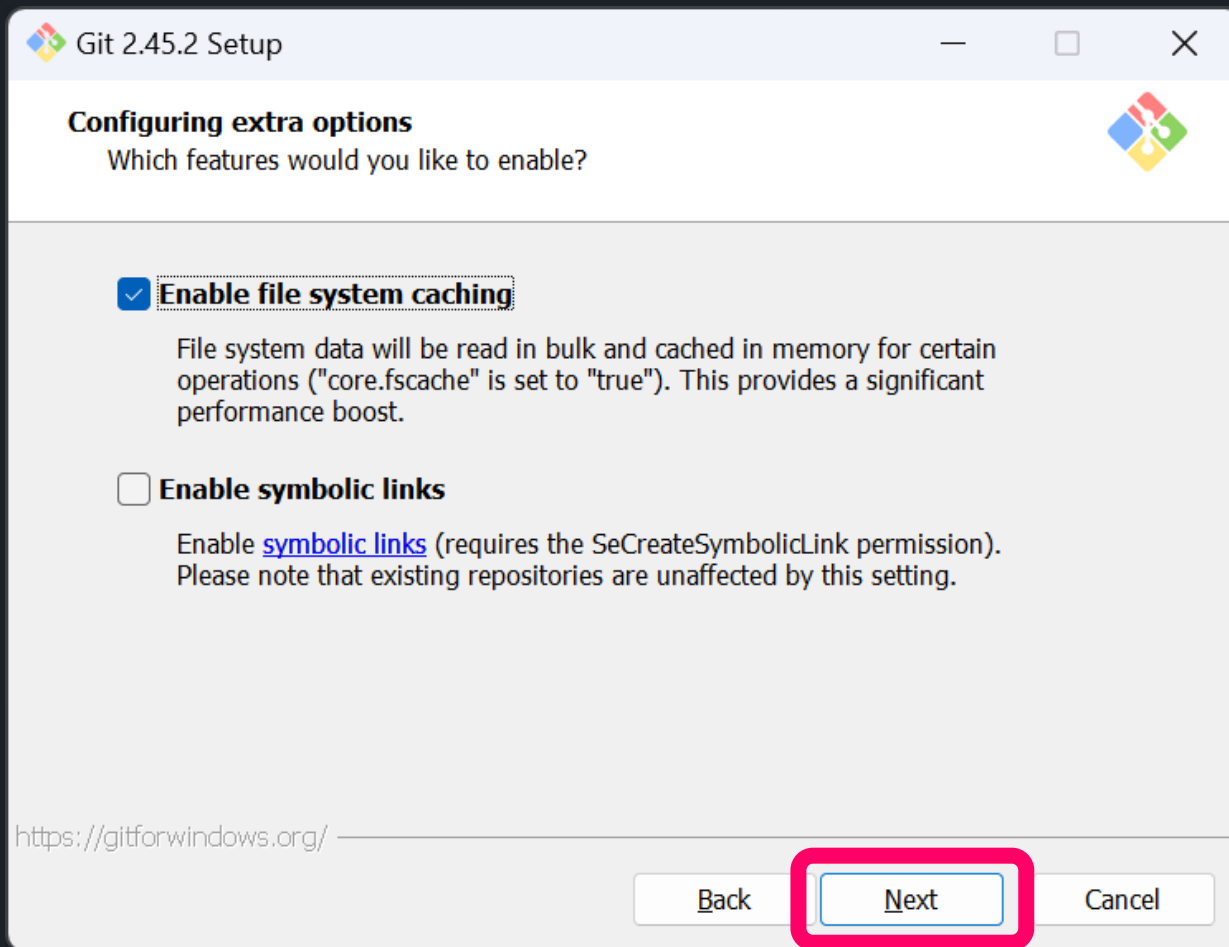 Git 2.45.2 Setup
Configuring extra options
Which features would you like to enable?
Enable file system caching
File system data will be read in bulk and cached in memory for certain
operations ("core.fscache" is set to "true"). This provides a significant
performance boost.
Enable symbolic links
Enable symbolic links (requires the SeCreateSymbolicLink permission).
Please note that existing repositories are unaffected by this setting.
https://gitforwindows.org/
Back Next Cancel